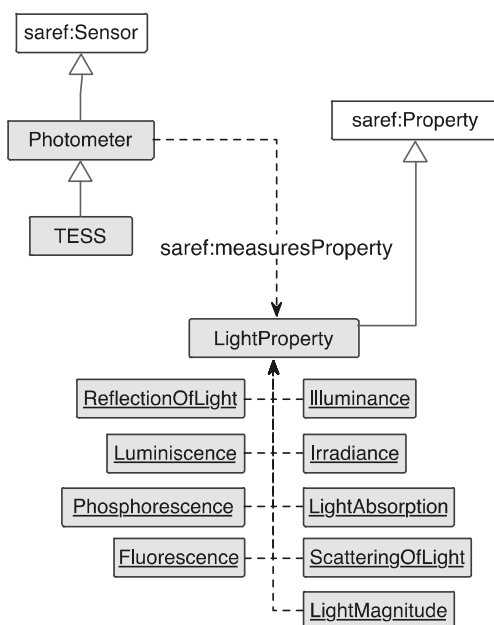 saref:Sensor
saref:Property
Photometer
TESS
saref:measuresProperty
LightProperty
ReflectionOfLight
Illuminance
Luminiscence
Irradiance
Phosphorescence
LightAbsorption
Fluorescence
ScatteringOfLight
LightMagnitude